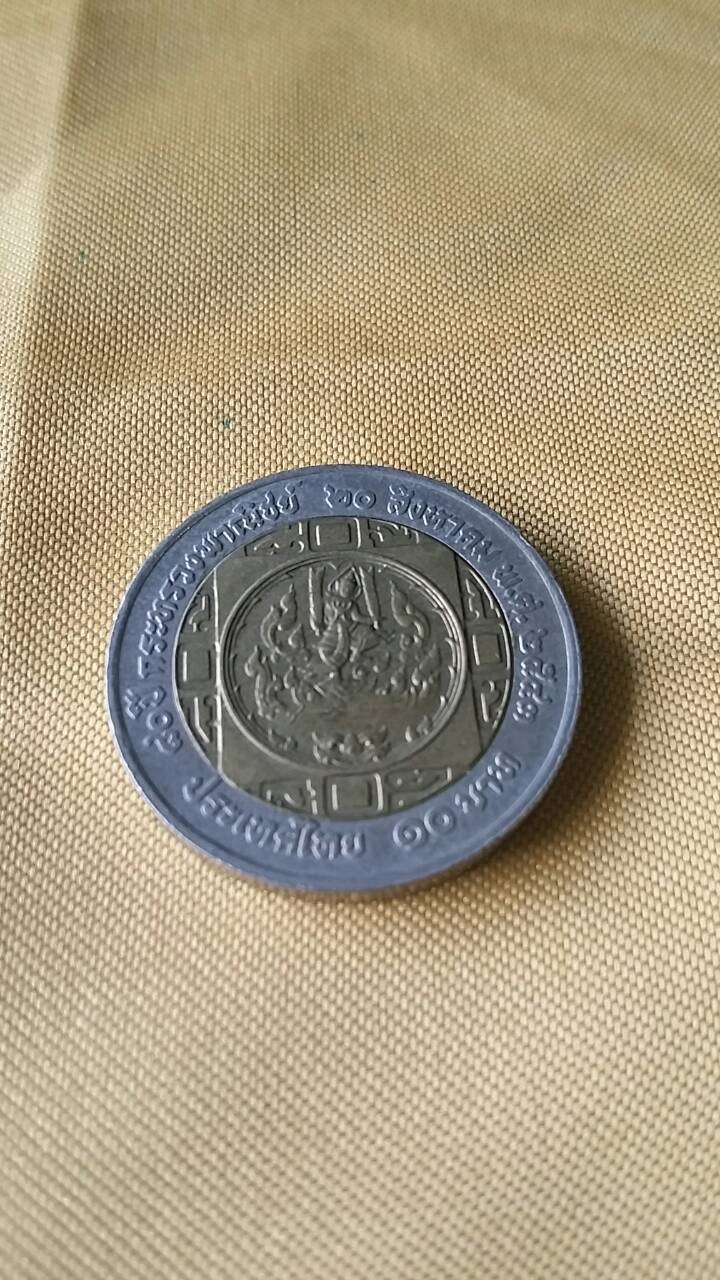 ๙๐ ปี กระทรวงพาณิชย์ ๒๐ สิงหาคม พ.ศ. ๒๕๕๓
ประเทศไทย ๑๐ บาท